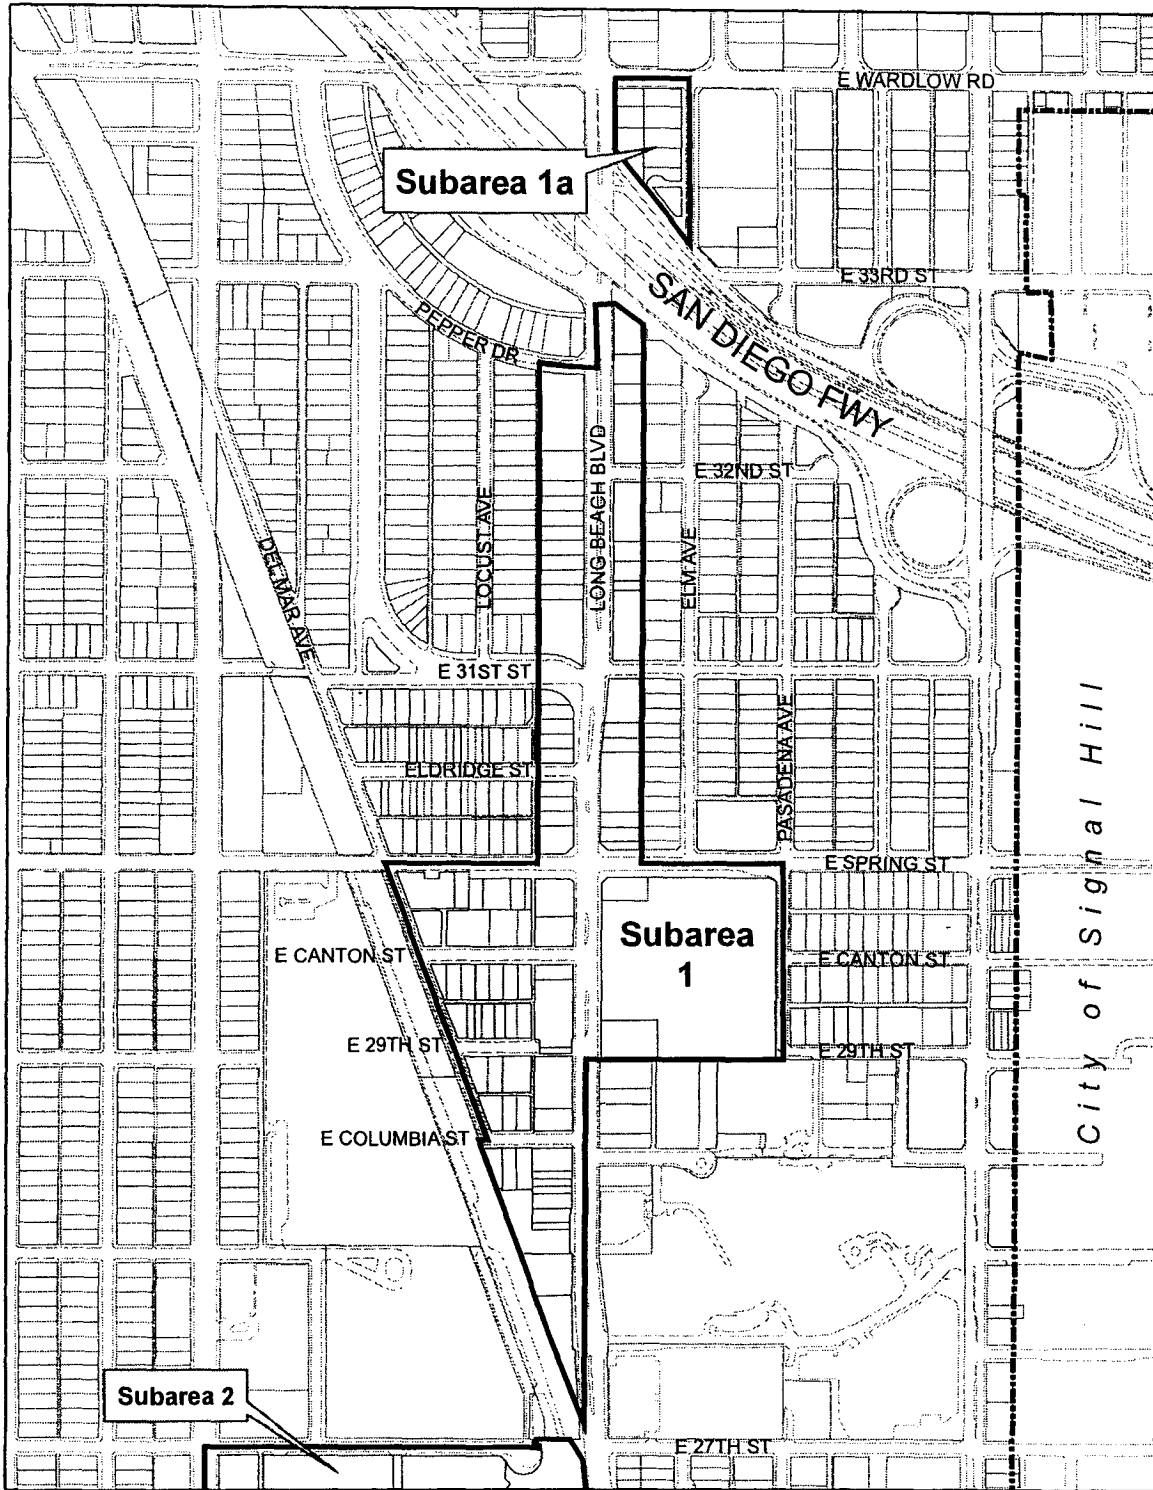 E WARDLOW RD
Subarea 1a
E 33RD ST
SAN DIEGO FWY
PEPPER DR
LONG BEACH BLVD
E 32ND ST
LOCUST AVE
ELM AVE
DEL MAR AVE
E 31ST ST
PASADENA AVE
City of Signal Hill
ELDRIDGE ST
E SPRING ST
Subarea
1
E CANTON ST
E CANTON ST
E 29TH ST
E 29TH ST
E COLUMBIA ST
Subarea 2
E 27TH ST